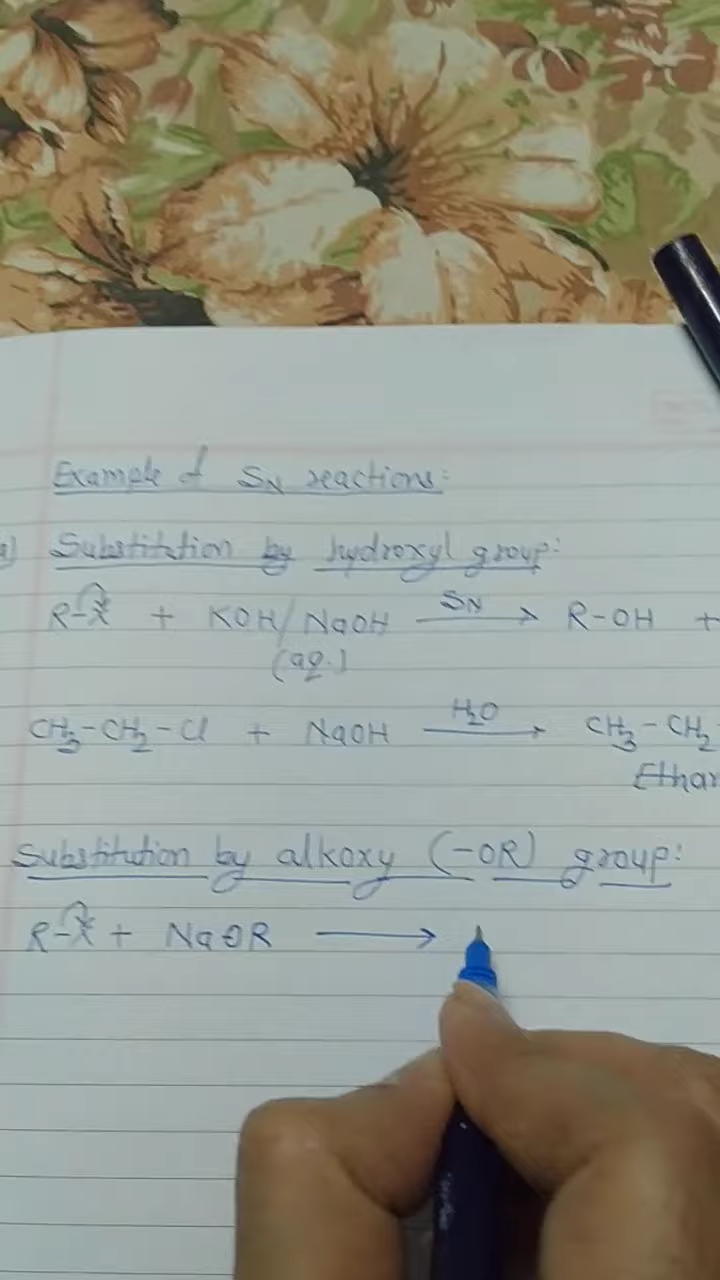 Example of SN reactions:
a) Substitution by hydroxyl group:
R-X + KOH/NaOH SN→ R-OH +
(aq.)
CH3-CH2-Cl + NaOH H2O→ CH3-CH2
Ethan
Substitution by alkoxy (-OR) group:
R-X + NaOR →